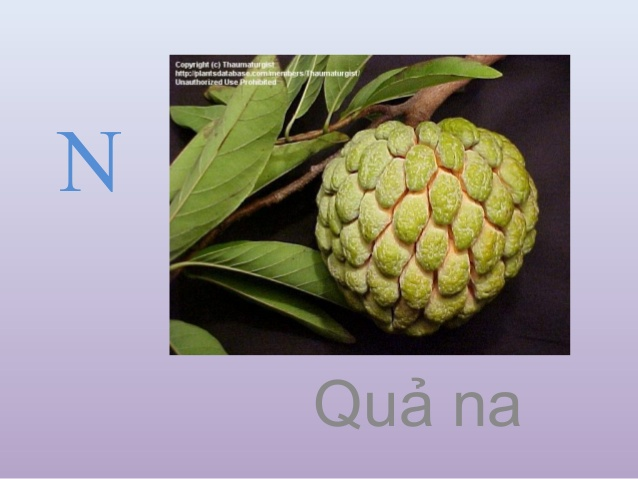 Copyright (c) Thaumaturgist
http://plantsdatabase.com/members/Thaumaturgist/
Unauthorized Use Prohibited
N
Quả na